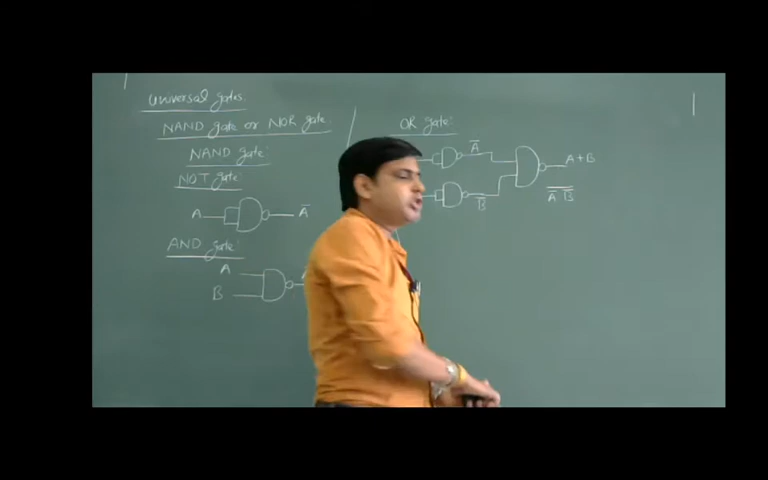 Universal gates:
NAND gate or NOR gate.
NAND gate:
NOT gate:
A Ā
AND gate:
A
B
OR gate:
Ā
A+B
B̅
A̅ B̅